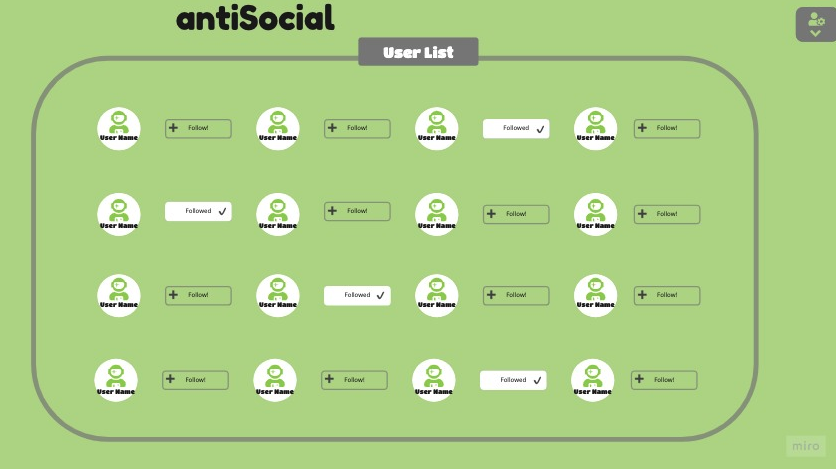 antiSocial
User List
User Name Follow! User Name Follow! User Name Followed User Name Follow!
User Name Followed User Name Follow! User Name Follow! User Name Follow!
User Name Follow! User Name Followed User Name Follow! User Name Follow!
User Name Follow! User Name Follow! User Name Followed User Name Follow!
miro